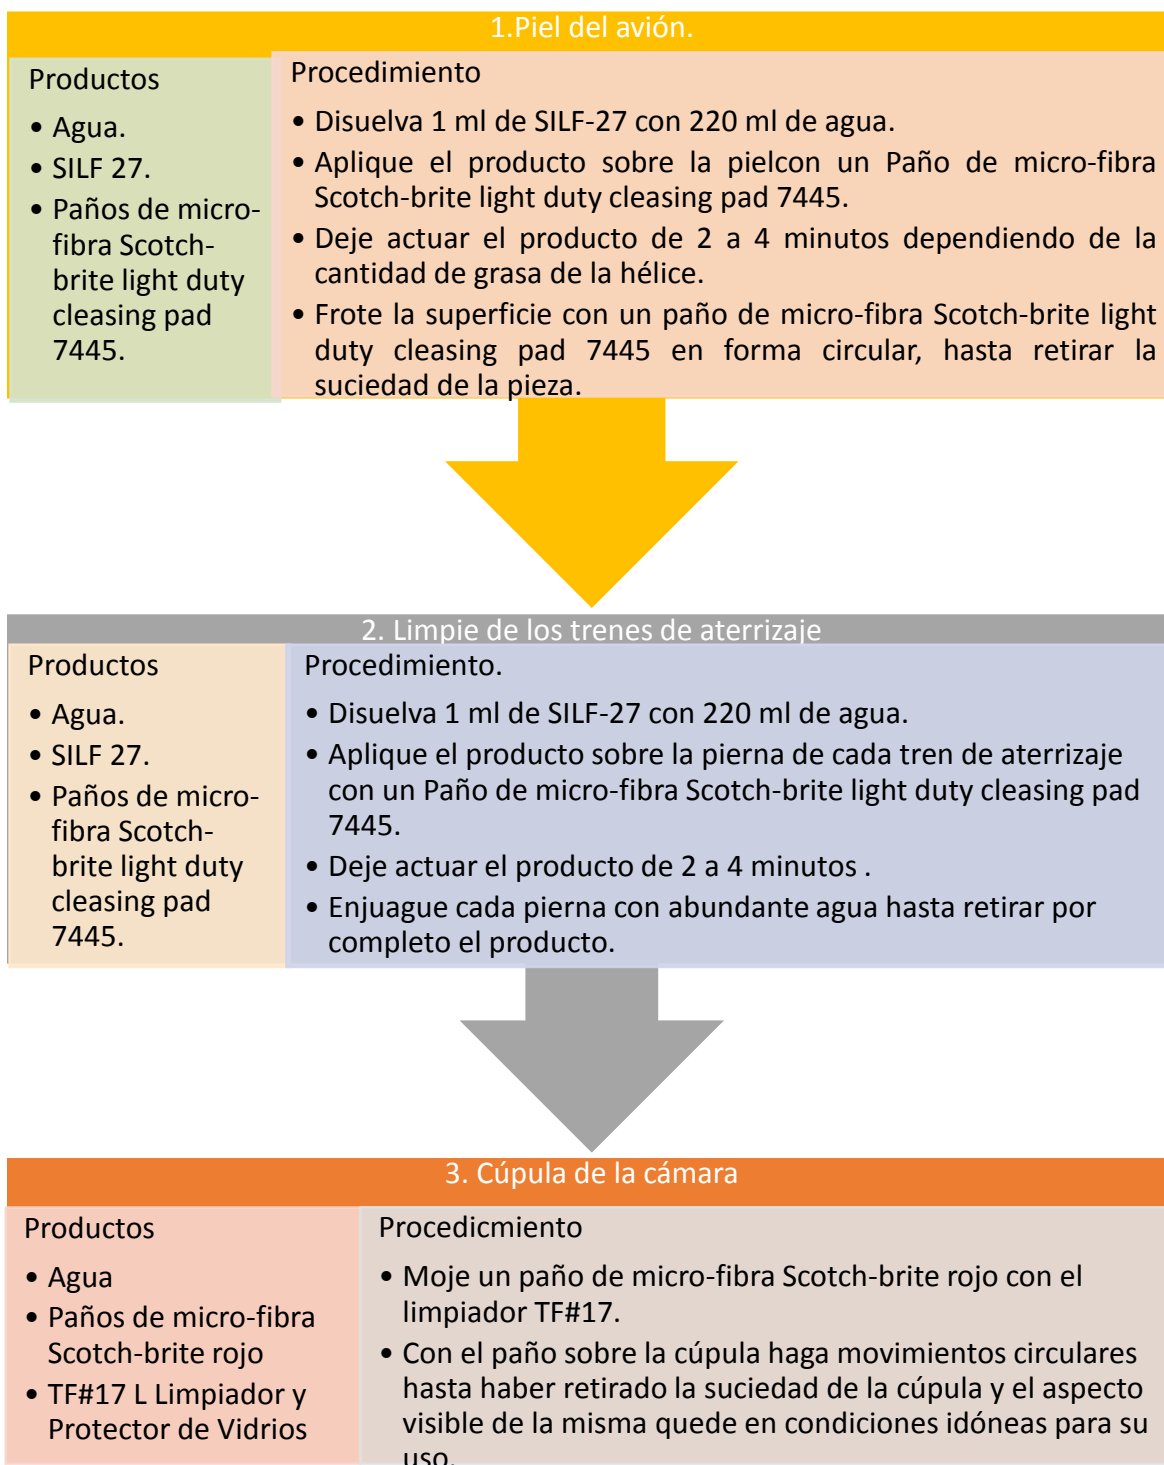 1.Piel del avión.
Productos
• Agua.
• SILF 27.
• Paños de micro-
fibra Scotch-
brite light duty
cleasing pad
7445.
Procedimiento
• Disuelva 1 ml de SILF-27 con 220 ml de agua.
• Aplique el producto sobre la pielcon un Paño de micro-fibra
Scotch-brite light duty cleasing pad 7445.
• Deje actuar el producto de 2 a 4 minutos dependiendo de la
cantidad de grasa de la hélice.
• Frote la superficie con un paño de micro-fibra Scotch-brite light
duty cleasing pad 7445 en forma circular, hasta retirar la
suciedad de la pieza.
2. Limpie de los trenes de aterrizaje
Productos
• Agua.
• SILF 27.
• Paños de micro-
fibra Scotch-
brite light duty
cleasing pad
7445.
Procedimiento.
• Disuelva 1 ml de SILF-27 con 220 ml de agua.
• Aplique el producto sobre la pierna de cada tren de aterrizaje
con un Paño de micro-fibra Scotch-brite light duty cleasing pad
7445.
• Deje actuar el producto de 2 a 4 minutos .
• Enjuague cada pierna con abundante agua hasta retirar por
completo el producto.
3. Cúpula de la cámara
Productos
• Agua
• Paños de micro-fibra
Scotch-brite rojo
• TF#17 L Limpiador y
Protector de Vidrios
Procedicmiento
• Moje un paño de micro-fibra Scotch-brite rojo con el
limpiador TF#17.
• Con el paño sobre la cúpula haga movimientos circulares
hasta haber retirado la suciedad de la cúpula y el aspecto
visible de la misma quede en condiciones idóneas para su
uso.